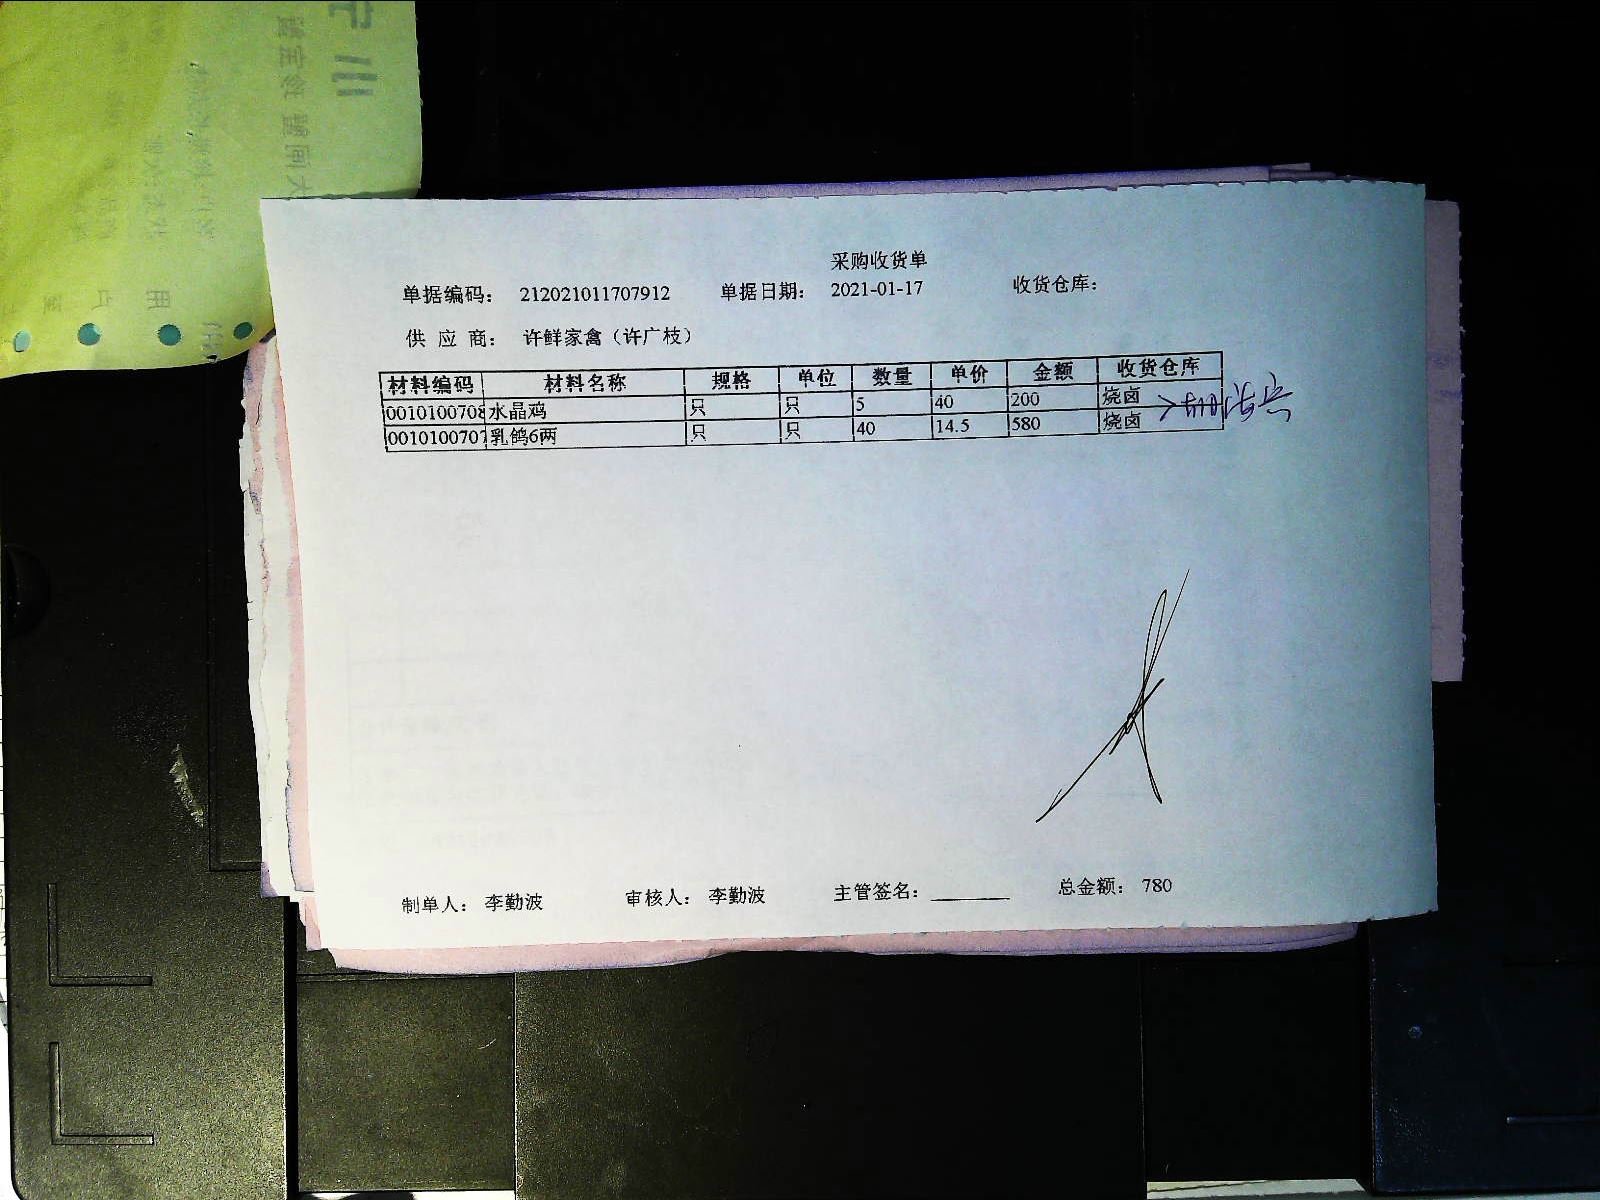 采购收货单
单据编码： 212021011707912 单据日期： 2021-01-17 收货仓库：
供 应 商： 许鲜家禽（许广枝）
材料编码 材料名称 规格 单位 数量 单价 金额 收货仓库
0010100708 水晶鸡 只 只 5 40 200 烧卤
0010100707 乳鸽6两 只 只 40 14.5 580 烧卤
制单人： 李勤波 审核人： 李勤波 主管签名： 总金额： 780